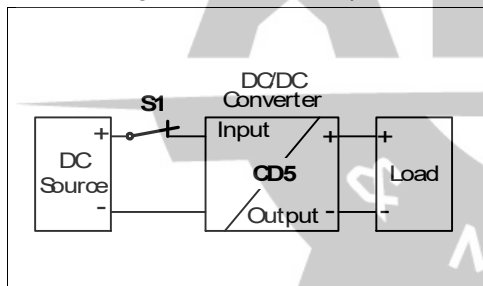 DC/DC
Converter
S1
+ Input + +
DC
Source
CD5
Load
- Output - -